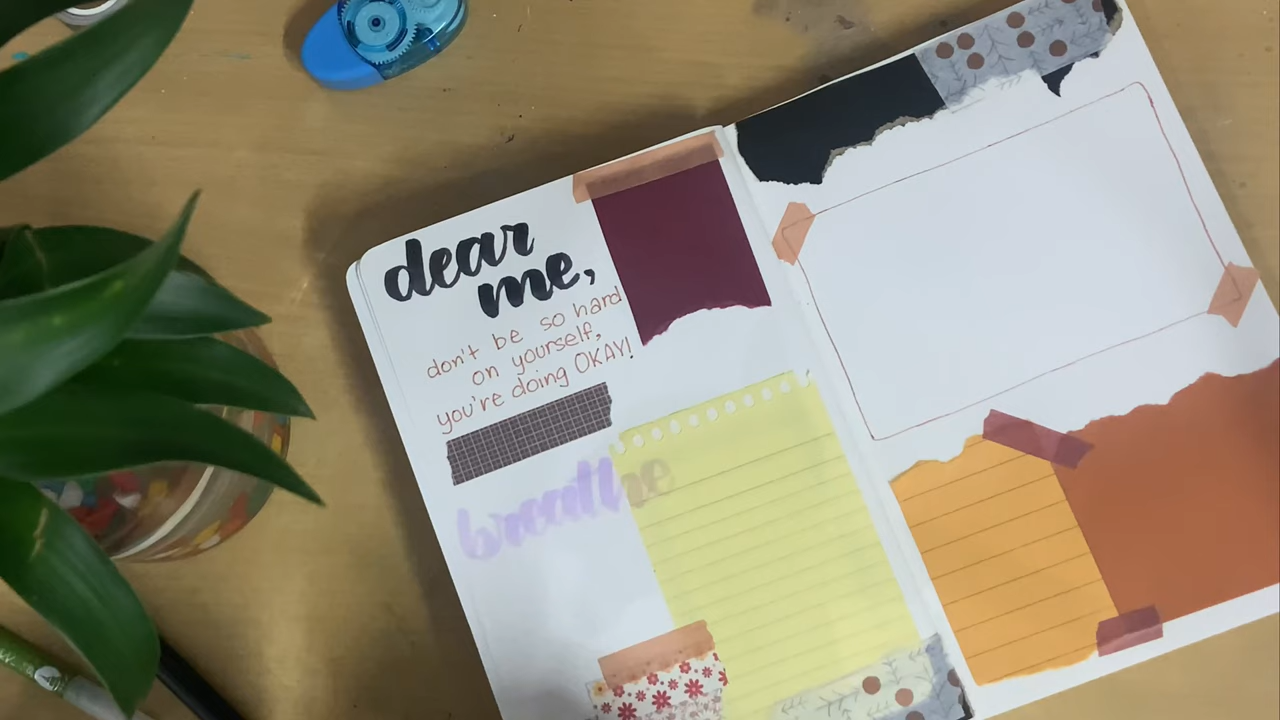 dear
me,
don't be so hard
on yourself,
you're doing OKAY!
breathe